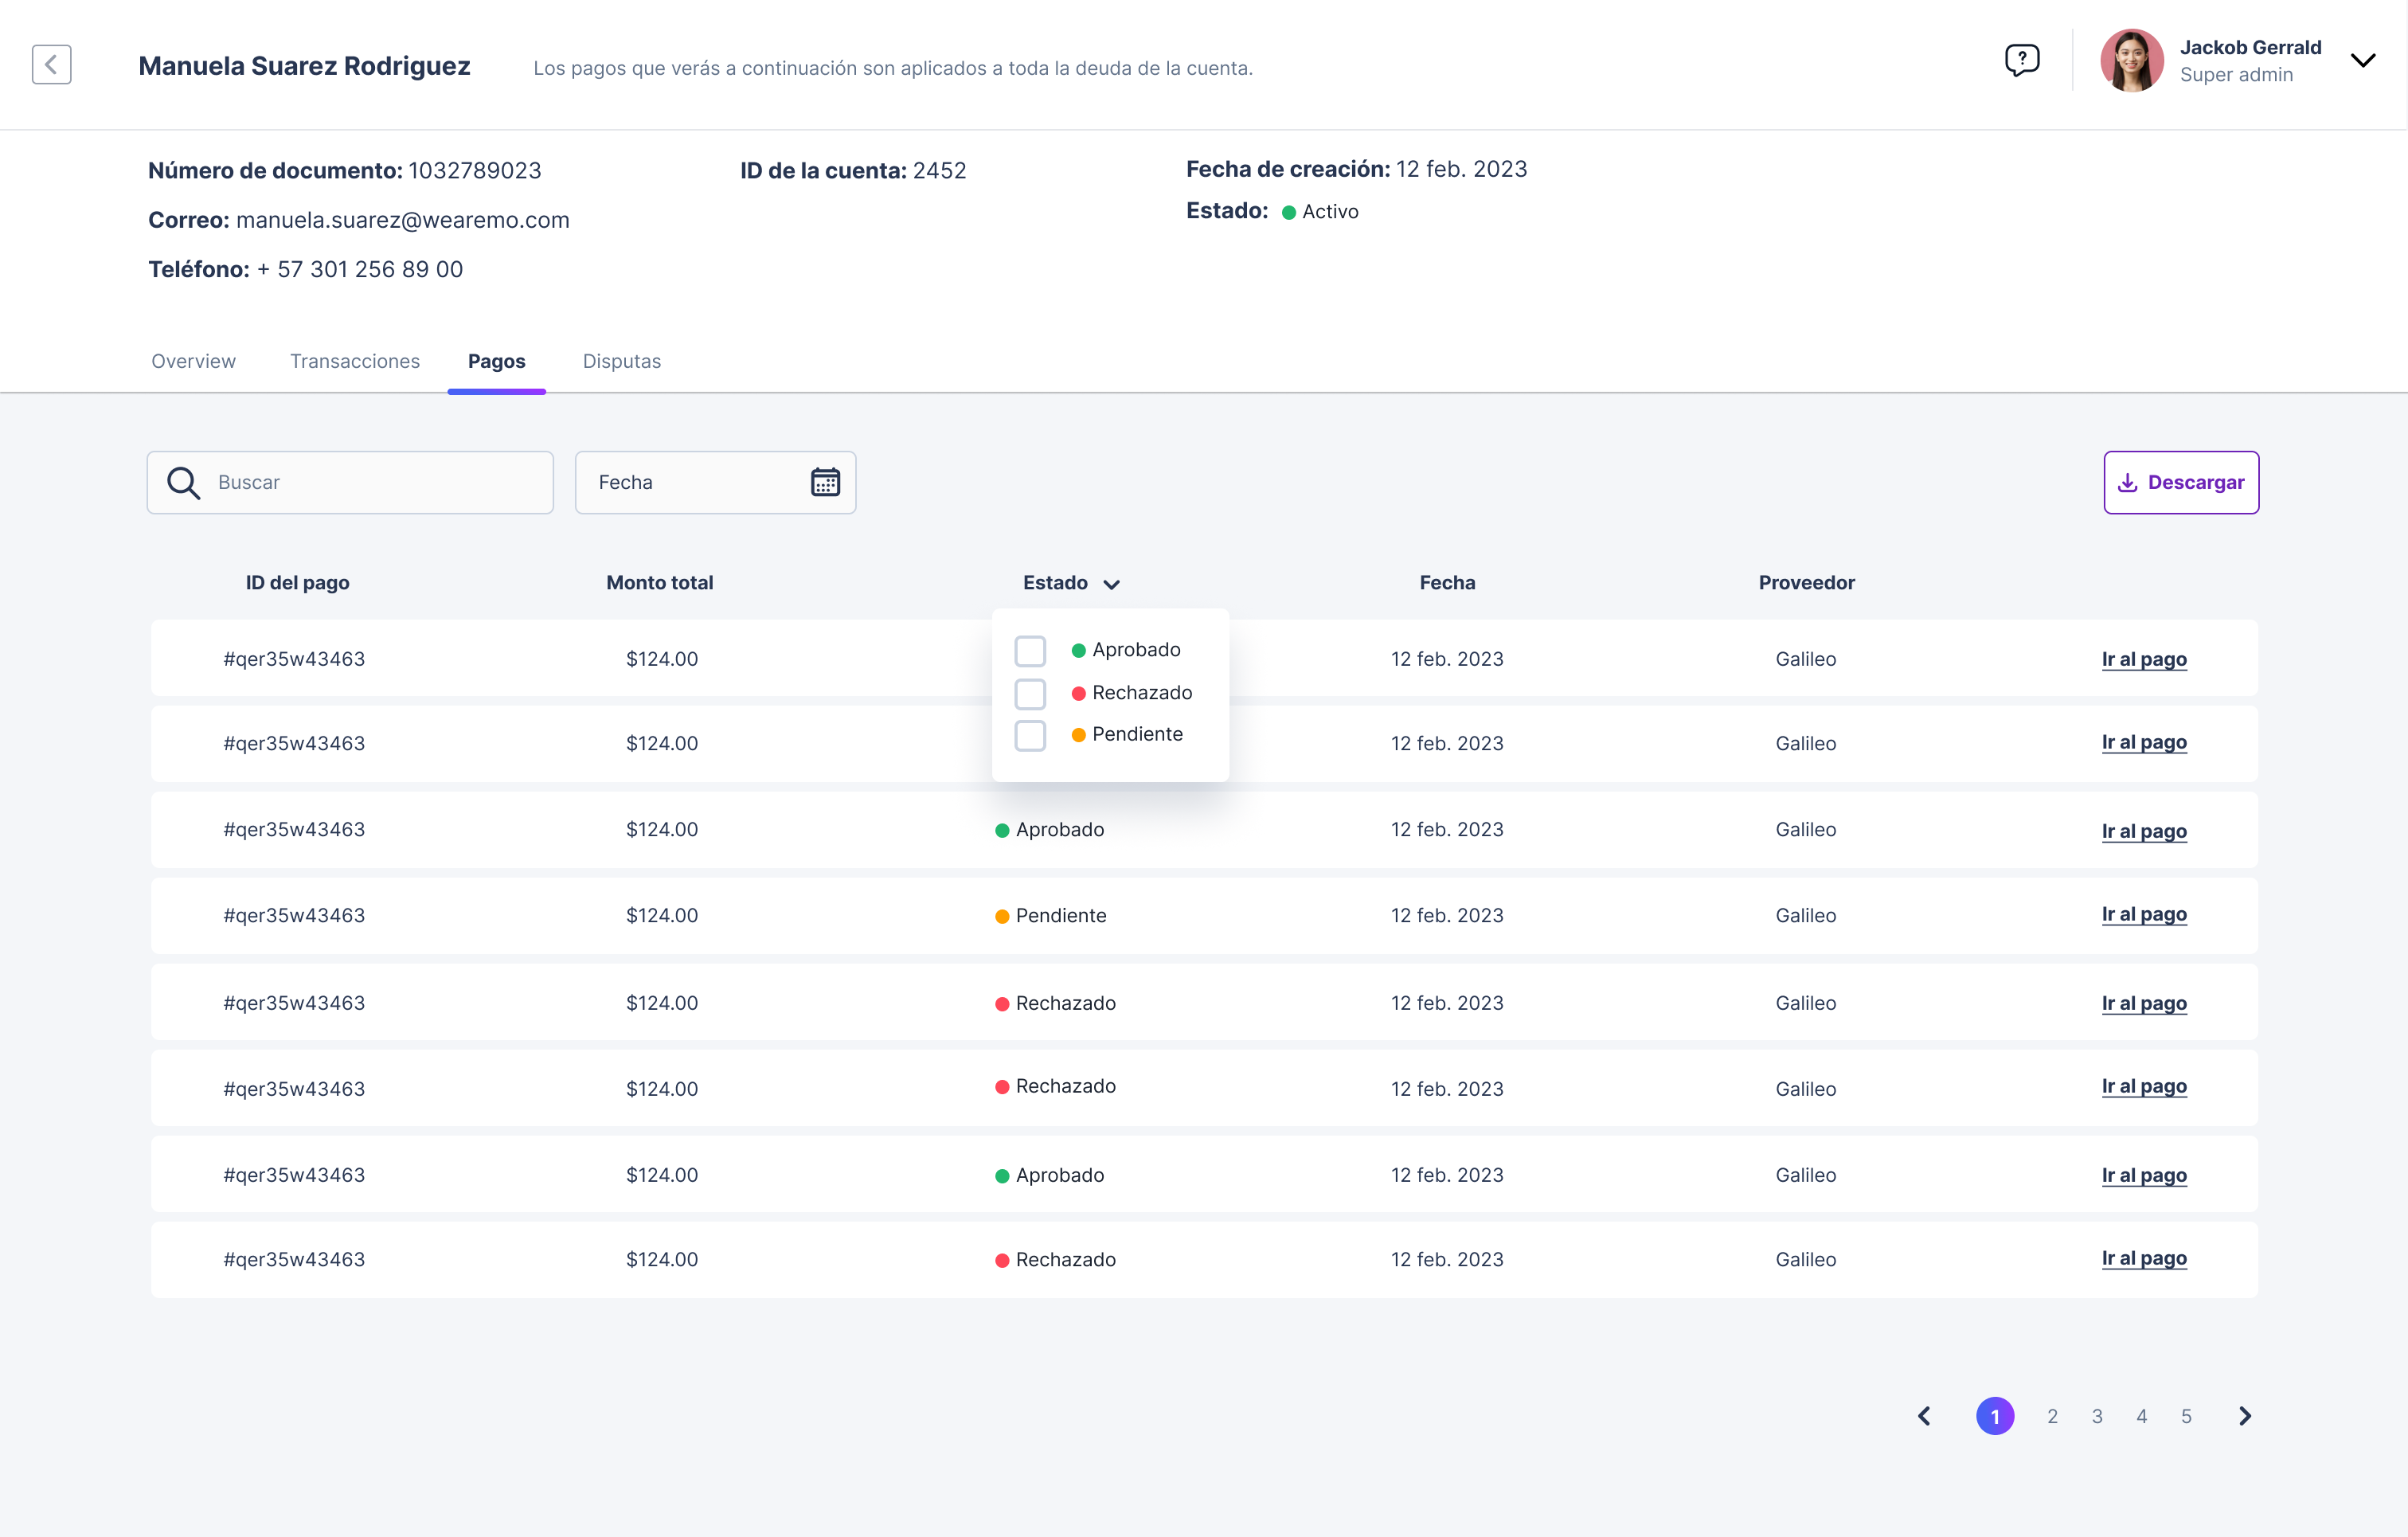 Manuela Suarez Rodriguez
Los pagos que verás a continuación son aplicados a toda la deuda de la cuenta.
?
Jackob Gerrald
Super admin
Número de documento: 1032789023
ID de la cuenta: 2452
Fecha de creación: 12 feb. 2023
Correo: manuela.suarez@wearemo.com
Estado: Activo
Teléfono: + 57 301 256 89 00
Overview Transacciones Pagos Disputas
Buscar
Fecha
Descargar
ID del pago Monto total Estado Fecha Proveedor
Aprobado
Rechazado
Pendiente
#qer35w43463 $124.00 12 feb. 2023 Galileo Ir al pago
#qer35w43463 $124.00 12 feb. 2023 Galileo Ir al pago
#qer35w43463 $124.00 Aprobado 12 feb. 2023 Galileo Ir al pago
#qer35w43463 $124.00 Pendiente 12 feb. 2023 Galileo Ir al pago
#qer35w43463 $124.00 Rechazado 12 feb. 2023 Galileo Ir al pago
#qer35w43463 $124.00 Rechazado 12 feb. 2023 Galileo Ir al pago
#qer35w43463 $124.00 Aprobado 12 feb. 2023 Galileo Ir al pago
#qer35w43463 $124.00 Rechazado 12 feb. 2023 Galileo Ir al pago
1 2 3 4 5